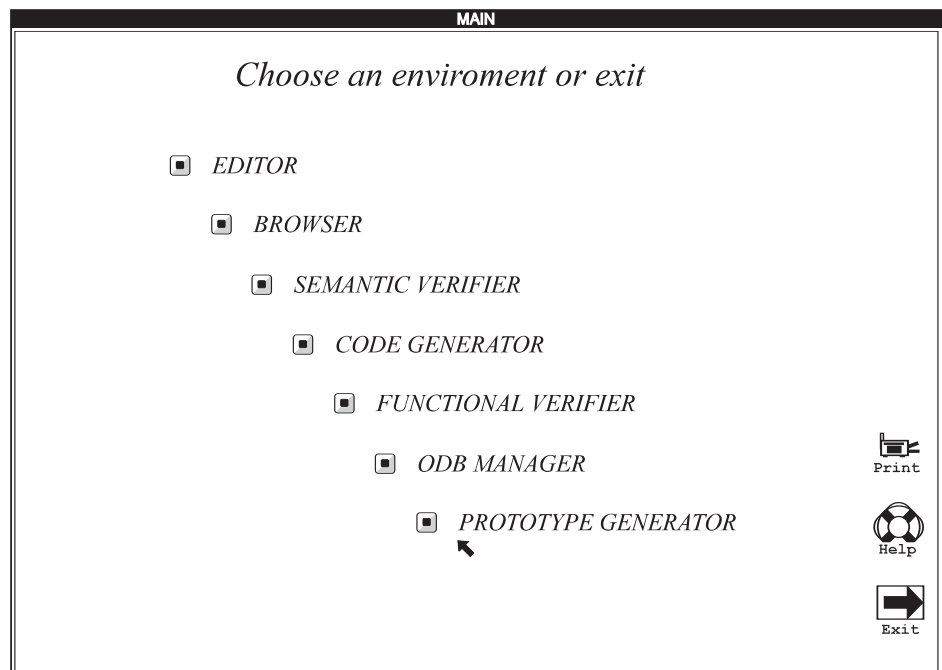 MAIN
Choose an enviroment or exit
EDITOR
BROWSER
SEMANTIC VERIFIER
CODE GENERATOR
FUNCTIONAL VERIFIER
ODB MANAGER
PROTOTYPE GENERATOR
Print
Help
Exit